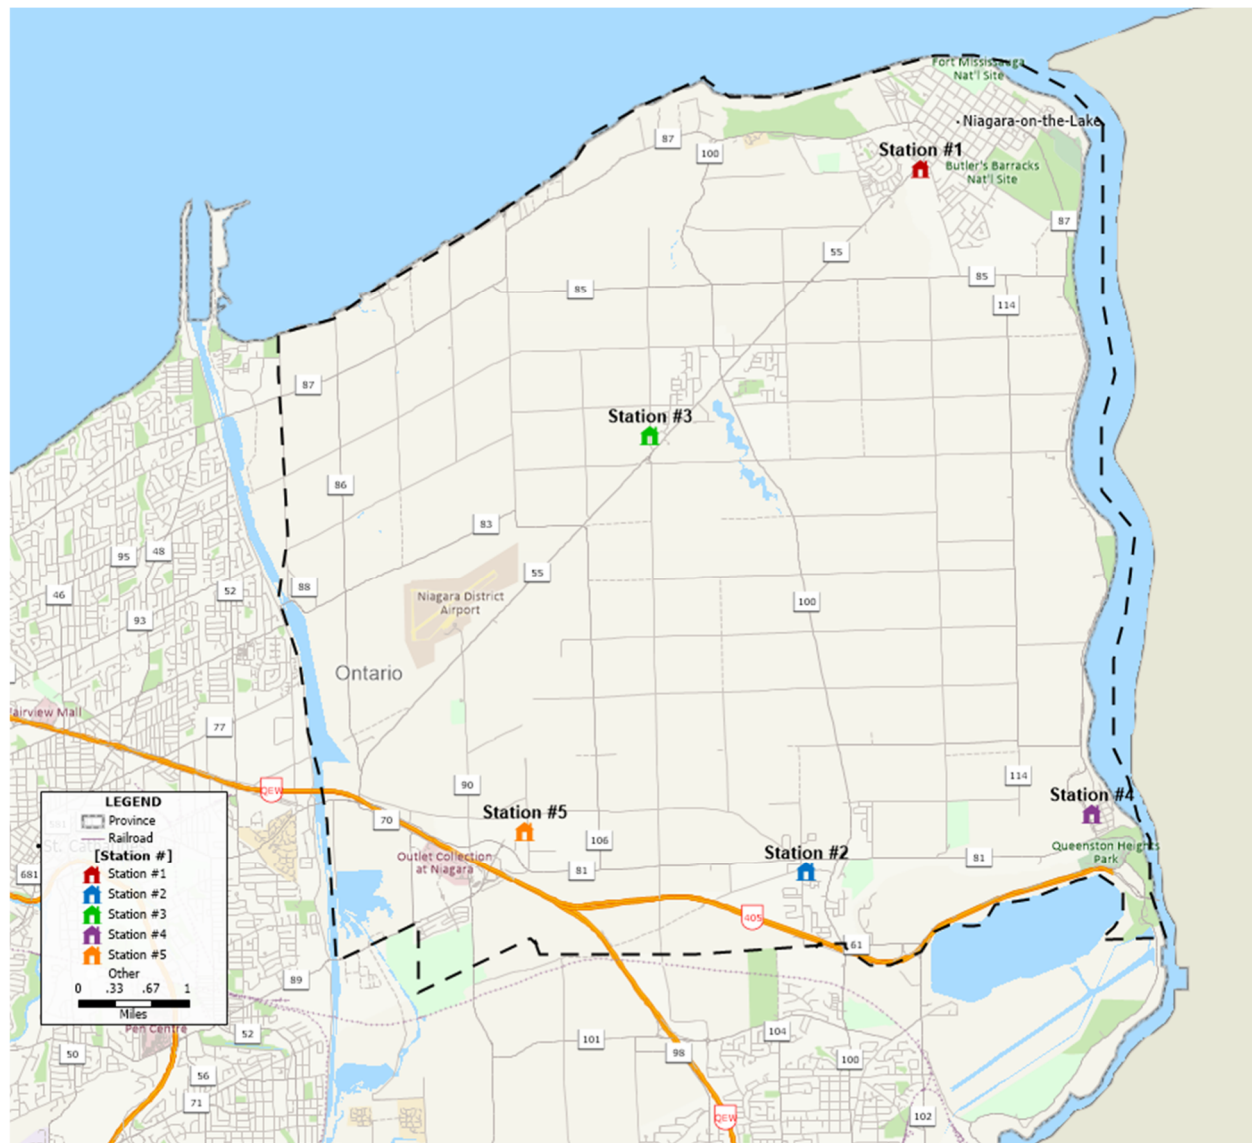 Fort Mississauga
Nat'l Site
Niagara-on-the-Lake
87
100
Station #1
Butler's Barracks
Nat'l Site
87
55
85
85
114
87
Station #3
86
83
95
48
55
88
52
46
Niagara District
Airport
100
93
Ontario
airview Mall
77
114
90
QEW
Station #4
70
Station #5
106
Queenston Heights
Park
Outlet Collection
at Niagara
81
Station #2
81
405
61
LEGEND
Province
Railroad
[Station #]
Station #1
Station #2
Station #3
Station #4
Station #5
Other
0 .33 .67 1
Miles
681
89
Pen Centre
52
101
104
98
100
50
56
71
102
QEW